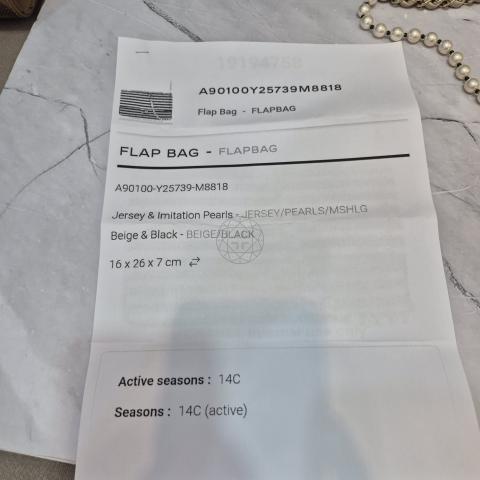 19194758
A90100Y25739M8818
Flap Bag - FLAPBAG
FLAP BAG - FLAPBAG
A90100-Y25739-M8818
Jersey & Imitation Pearls - JERSEY/PEARLS/MSHLG
Beige & Black - BEIGE/BLACK
16 x 26 x 7 cm ⇄
Active seasons : 14C
Seasons : 14C (active)